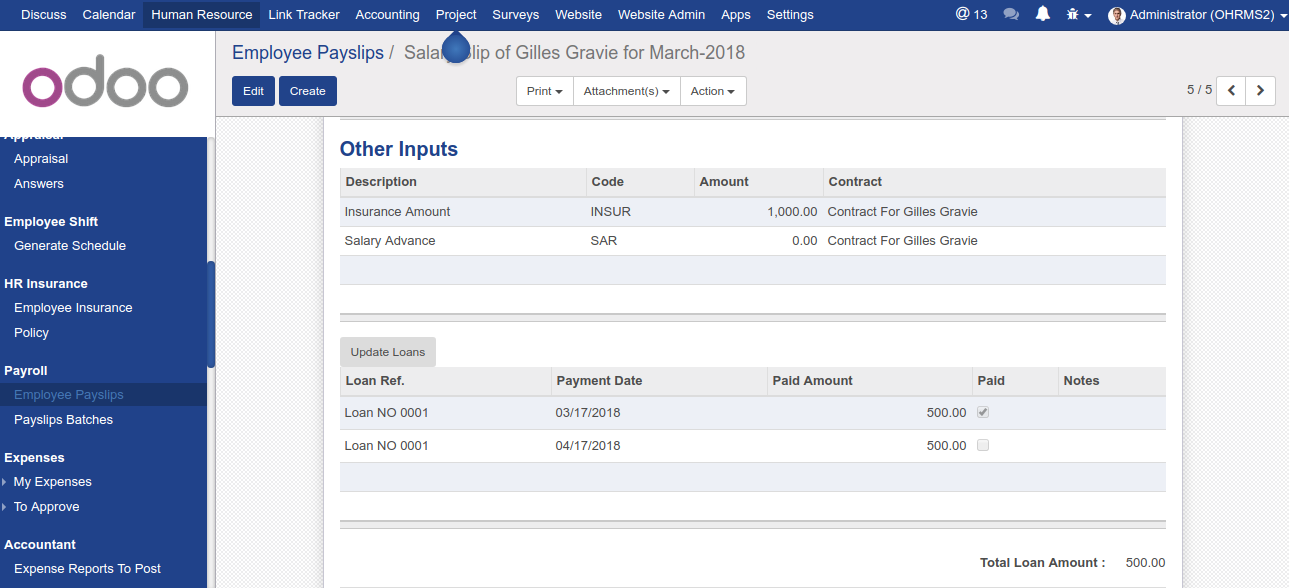 Discuss Calendar Human Resource Link Tracker Accounting Project Surveys Website Website Admin Apps Settings @ 13 Administrator (OHRMS2)
odoo
Employee Payslips / Salary Slip of Gilles Gravie for March-2018
Edit Create Print Attachment(s) Action 5 / 5
Appraisal
Appraisal
Answers
Employee Shift
Generate Schedule
HR Insurance
Employee Insurance
Policy
Payroll
Employee Payslips
Payslips Batches
Expenses
My Expenses
To Approve
Accountant
Expense Reports To Post
Other Inputs
Description Code Amount Contract
Insurance Amount INSUR 1,000.00 Contract For Gilles Gravie
Salary Advance SAR 0.00 Contract For Gilles Gravie
Update Loans
Loan Ref. Payment Date Paid Amount Paid Notes
Loan NO 0001 03/17/2018 500.00
Loan NO 0001 04/17/2018 500.00
Total Loan Amount : 500.00